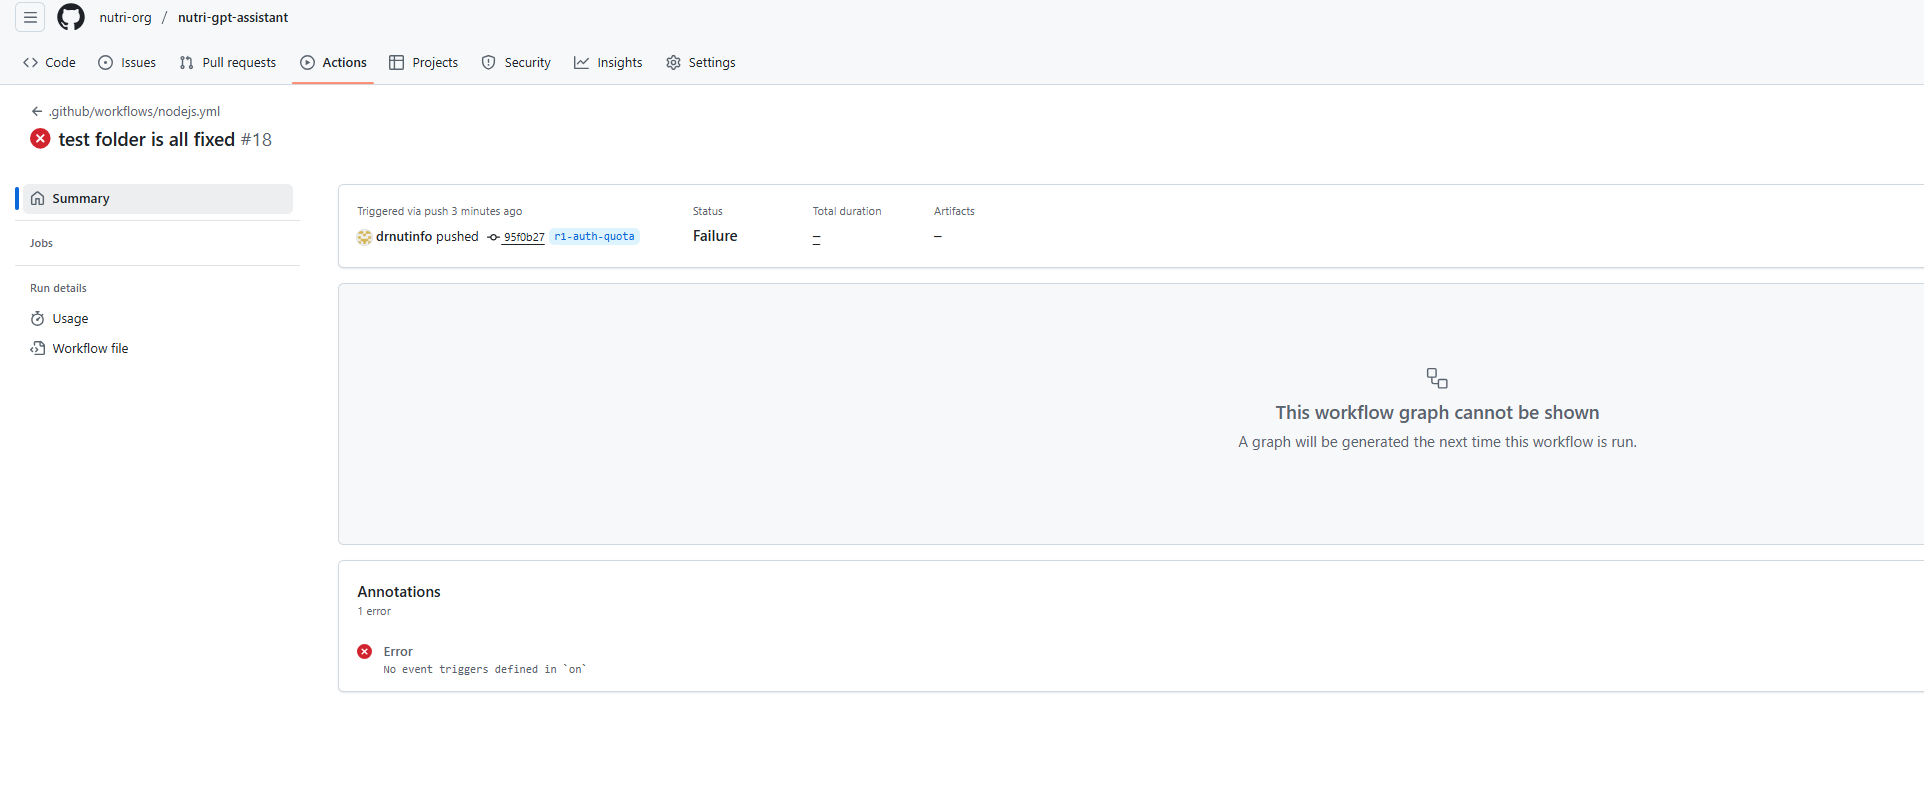 nutri-org / nutri-gpt-assistant
Code Issues Pull requests Actions Projects Security Insights Settings
.github/workflows/nodejs.yml
test folder is all fixed #18
Summary
Jobs
Run details
Usage
Workflow file
Triggered via push 3 minutes ago
drnutinfo pushed 95f0b27 r1-auth-quota
Status
Failure
Total duration
–
Artifacts
–
This workflow graph cannot be shown
A graph will be generated the next time this workflow is run.
Annotations
1 error
Error
No event triggers defined in `on`